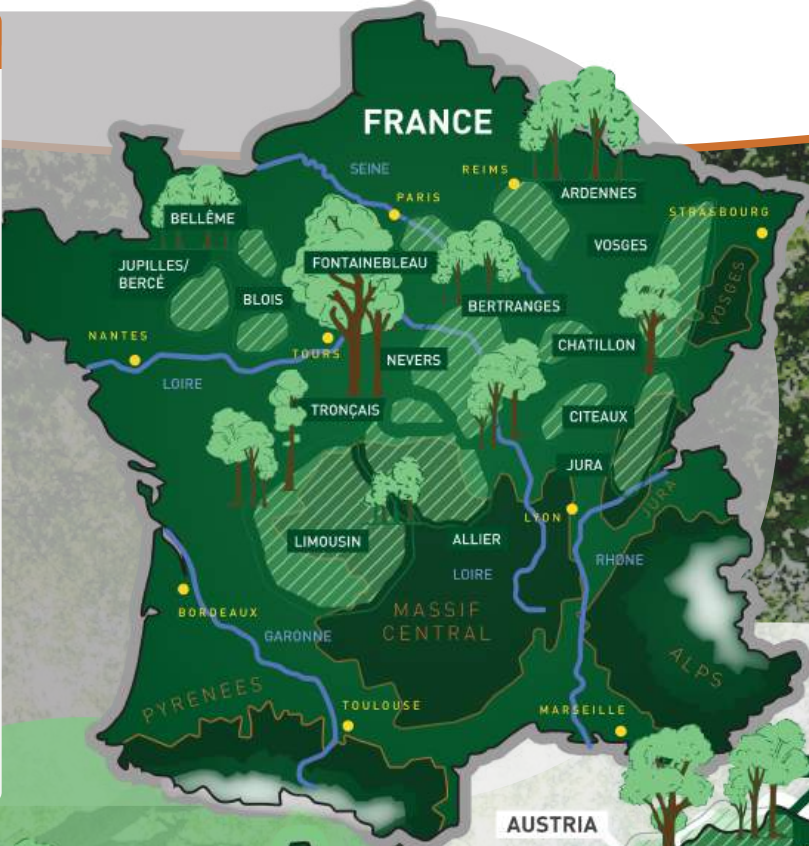 FRANCE
SEINE
REIMS
ARDENNES
PARIS
STRASBOURG
BELLÊME
VOSGES
FONTAINEBLEAU
JUPILLES/
BERCÉ
VOSGES
BLOIS
BERTRANGES
NANTES
CHATILLON
TOURS
NEVERS
LOIRE
TRONÇAIS
CITEAUX
JURA
JURA
LYON
LIMOUSIN
ALLIER
RHØNE
LOIRE
BORDEAUX
MASSIF
CENTRAL
GARONNE
ALPS
PYRENEES
TOULOUSE
MARSEILLE
AUSTRIA